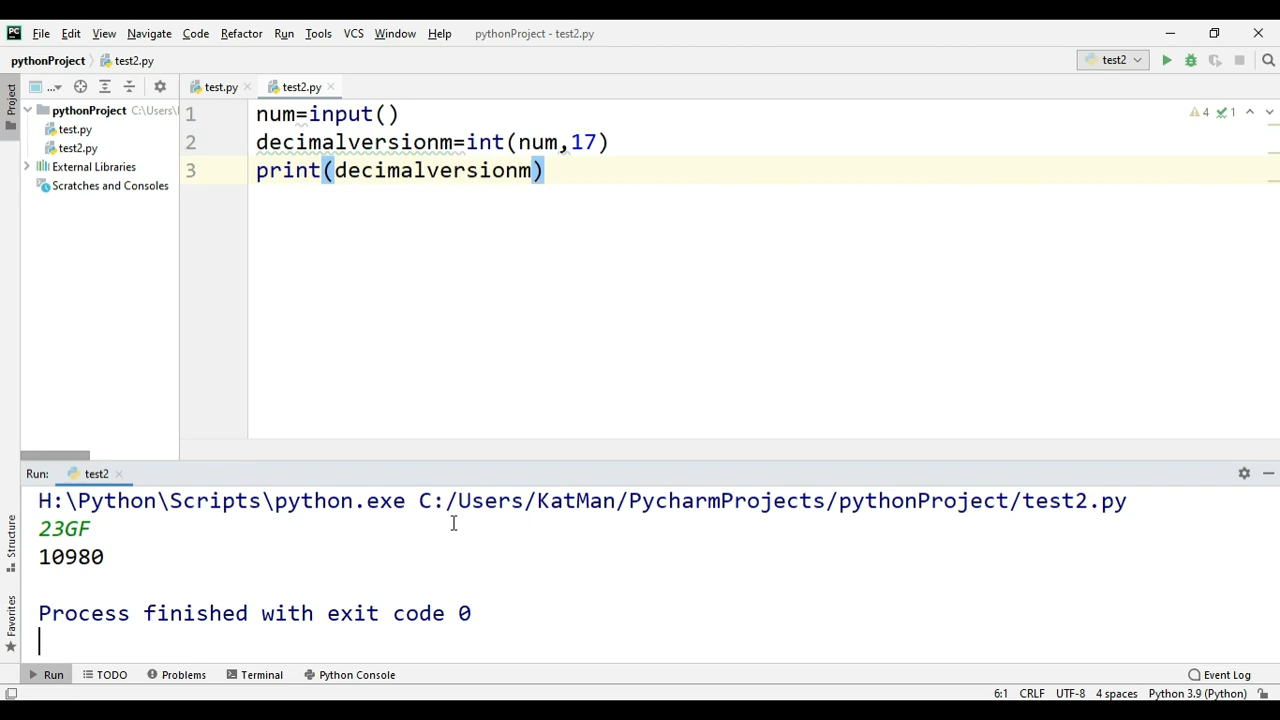 PC File Edit View Navigate Code Refactor Run Tools VCS Window Help pythonProject - test2.py
pythonProject test2.py test2
Project ... test.py test2.py
pythonProject C:\Users\
test.py
test2.py
External Libraries
Scratches and Consoles
4 1
1 num=input()
2 decimalversionm=int(num,17)
3 print(decimalversionm)
Run: test2
H:\Python\Scripts\python.exe C:/Users/KatMan/PycharmProjects/pythonProject/test2.py
23GF
10980
Process finished with exit code 0
Structure
Favorites
Run TODO Problems Terminal Python Console Event Log
6:1 CRLF UTF-8 4 spaces Python 3.9 (Python)